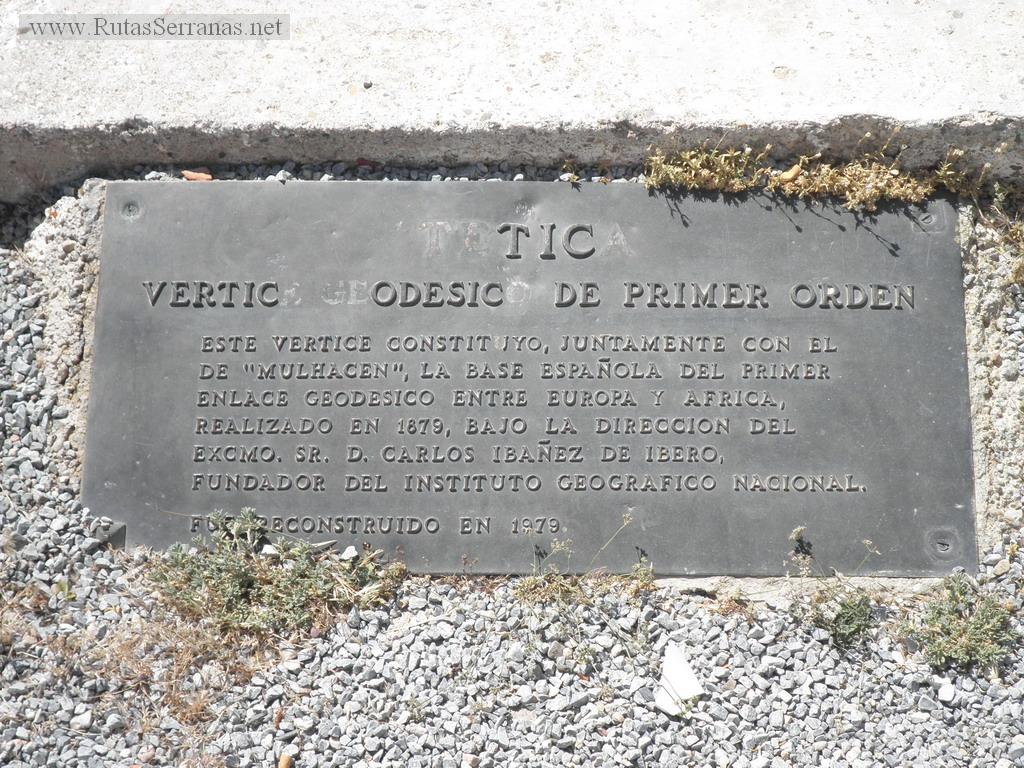 www.RutasSerranas.net
TETICA
VERTICE GEODESICO DE PRIMER ORDEN
ESTE VERTICE CONSTITUYO, JUNTAMENTE CON EL
DE "MULHACEN", LA BASE ESPAÑOLA DEL PRIMER
ENLACE GEODESICO ENTRE EUROPA Y AFRICA,
REALIZADO EN 1879, BAJO LA DIRECCION DEL
EXCMO. SR. D. CARLOS IBAÑEZ DE IBERO,
FUNDADOR DEL INSTITUTO GEOGRAFICO NACIONAL.
FUE RECONSTRUIDO EN 1979.